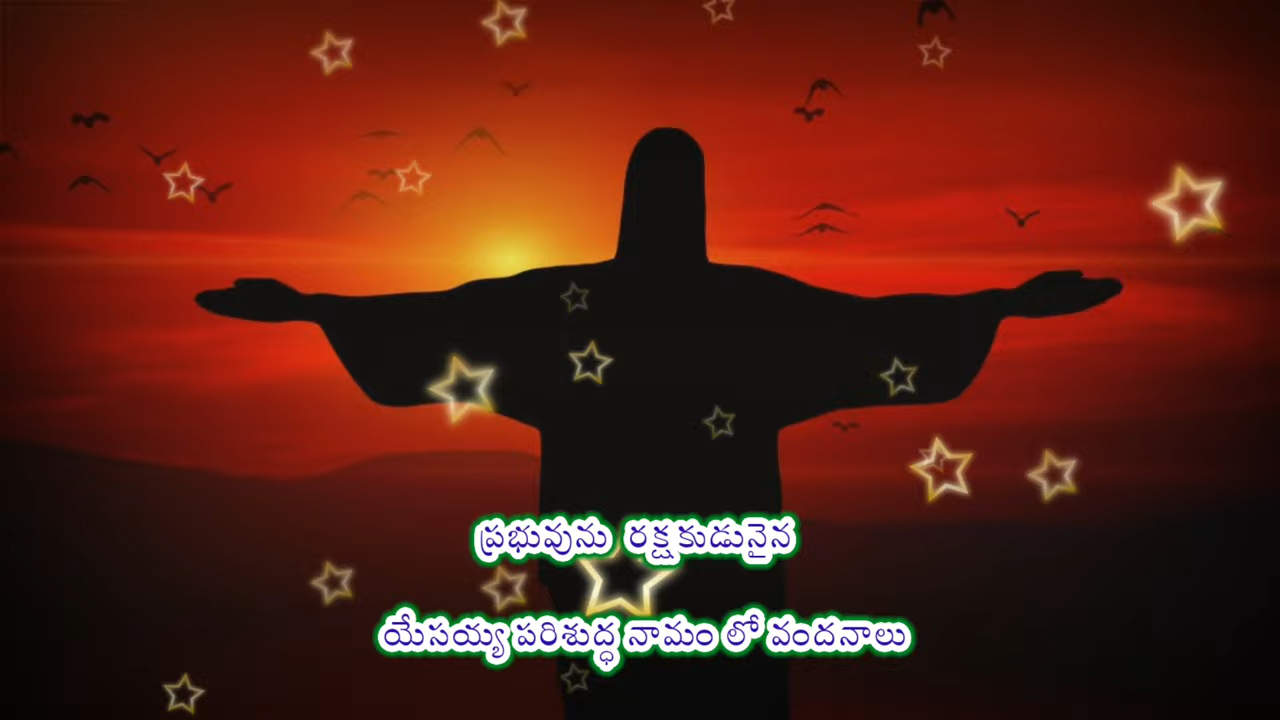 ప్రభువును రక్షకుడునైన
యేసయ్య పరిశుద్ధ నామం లో వందనాలు